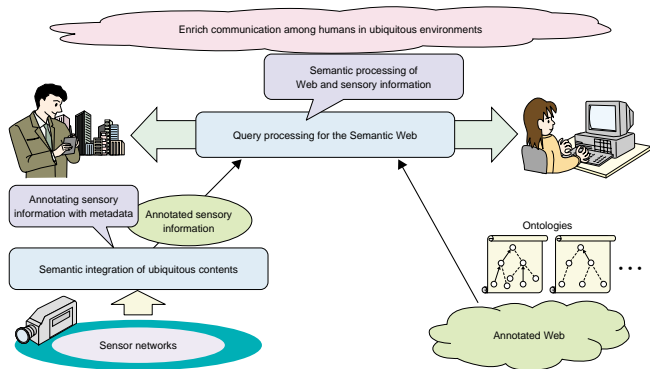 Enrich communication among humans in ubiquitous environments
Semantic processing of
Web and sensory information
Query processing for the Semantic Web
Annotating sensory
information with metadata
Annotated sensory
information
Semantic integration of ubiquitous contents
Sensor networks
Ontologies
...
Annotated Web